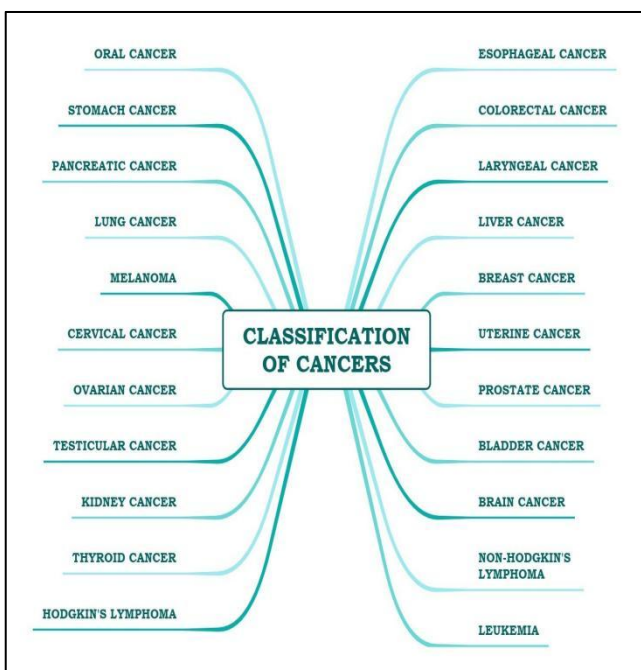 ORAL CANCER
STOMACH CANCER
PANCREATIC CANCER
LUNG CANCER
MELANOMA
CERVICAL CANCER
OVARIAN CANCER
TESTICULAR CANCER
KIDNEY CANCER
THYROID CANCER
HODGKIN'S LYMPHOMA
CLASSIFICATION
OF CANCERS
ESOPHAGEAL CANCER
COLORECTAL CANCER
LARYNGEAL CANCER
LIVER CANCER
BREAST CANCER
UTERINE CANCER
PROSTATE CANCER
BLADDER CANCER
BRAIN CANCER
NON-HODGKIN'S
LYMPHOMA
LEUKEMIA